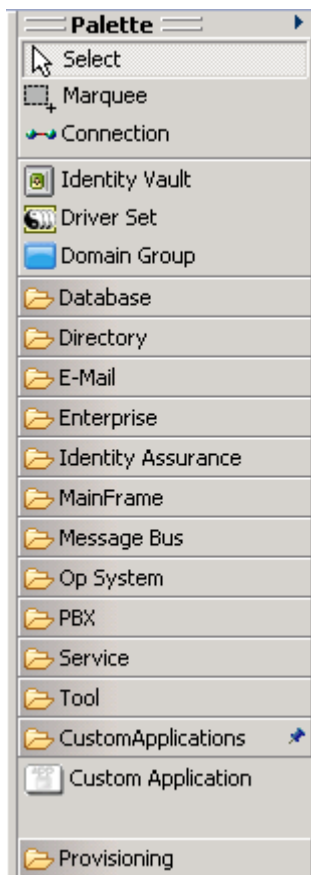 Palette
Select
Marquee
Connection
Identity Vault
Driver Set
Domain Group
Database
Directory
E-Mail
Enterprise
Identity Assurance
MainFrame
Message Bus
Op System
PBX
Service
Tool
CustomApplications
Custom Application
Provisioning